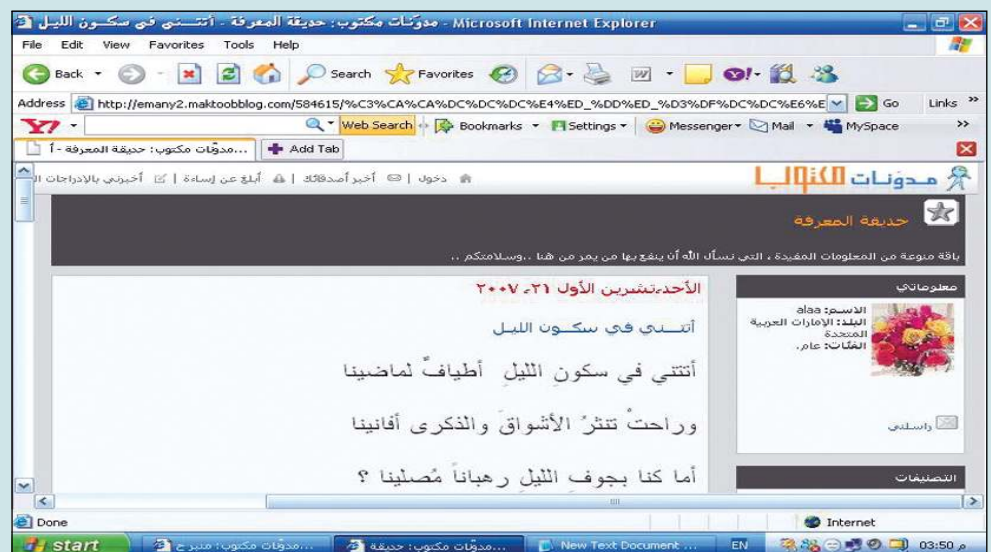 مدوّنات مكتوب: حديقة المعرفة - أتتـــني في سكــون الليـل - Microsoft Internet Explorer
File Edit View Favorites Tools Help
Back Search Favorites
Address http://emany2.maktoobblog.com/584615/%C3%CA%CA%DC%DC%DC%E4%ED_%DD%ED_%D3%DF%DC%DC%E6%E Go Links »
Y! Web Search Bookmarks Settings Messenger Mail MySpace »
مدوّنات مكتوب: حديقة المعرفة - أ... Add Tab
مـدوّنـات مكتوب
دخول | أخبر أصدقائك | أبلغ عن إساءة | أخبرني بالإدراجات
حديقة المعرفة
باقة منوعة من المعلومات المفيدة ، التي نسأل الله أن ينفع بها من يمر من هنا ..وسلامتكم ..
معلوماتي
الاسم: alaa
البلد: الإمارات العربية
المتحدة
الفئات: عام.
راسلني
التصنيفات
الأحد,تشرين الأول ٢١, ٢٠٠٧
أتتـــني في سكــون الليـل
أتتني في سكونِ الليلِ أطيافٌ لماضينا
وراحتْ تنثرُ الأشواقَ والذكرى أفانينا
أما كنا بجوفِ الليلِ رهباناً مُصلينا ؟
Done Internet
start مدوّنات مكتوب: منبر ح... مدوّنات مكتوب: حديقة... New Text Document ... EN 03:50 م